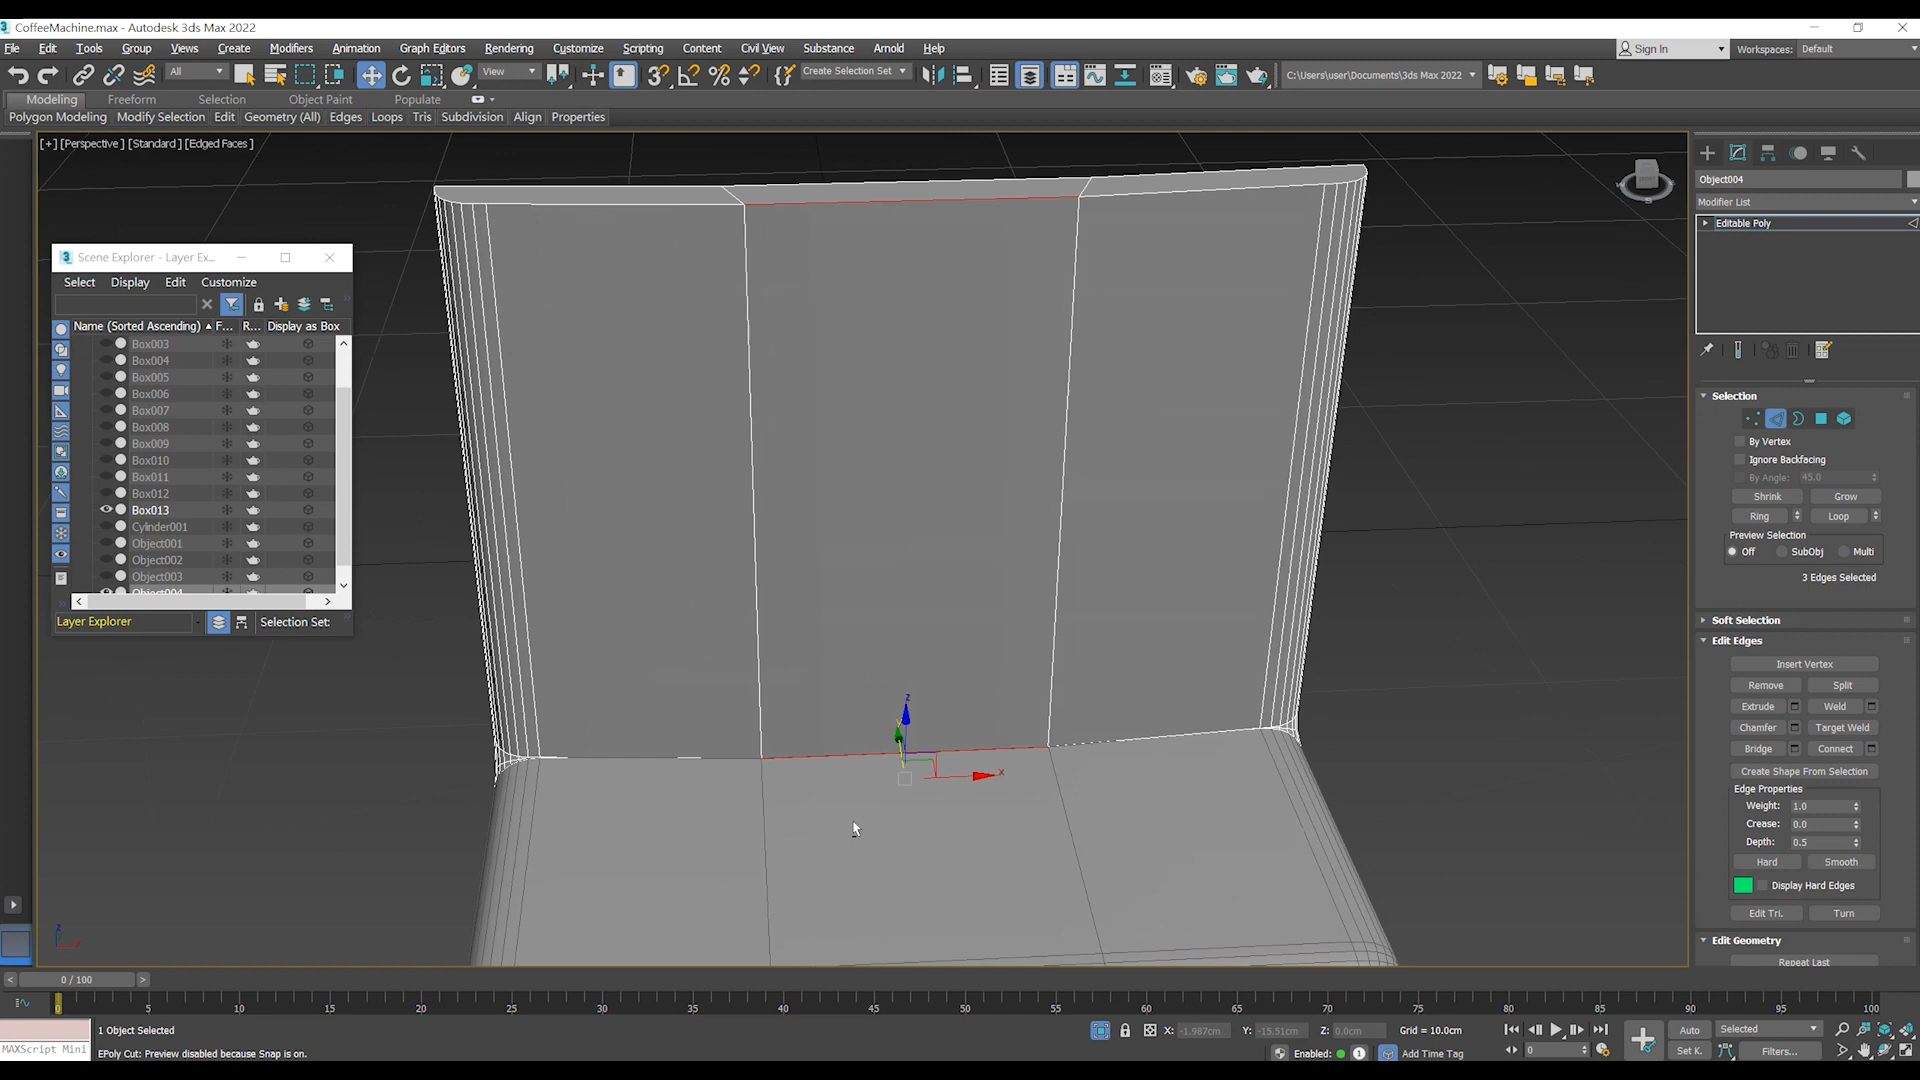 CoffeeMachine.max - Autodesk 3ds Max 2022
File Edit Tools Group Views Create Modifiers Animation Graph Editors Rendering Customize Scripting Content Civil View Substance Arnold Help
Sign In Workspaces: Default
All View Create Selection Set C:\Users\user\Documents\3ds Max 2022
Modeling Freeform Selection Object Paint Populate
Polygon Modeling Modify Selection Edit Geometry (All) Edges Loops Tris Subdivision Align Properties
[+] [Perspective ] [Standard ] [Edged Faces ]
Object004
Modifier List
Editable Poly
Scene Explorer - Layer Ex...
Select Display Edit Customize
Name (Sorted Ascending) F... R... Display as Box
Box003
Box004
Box005
Box006
Box007
Box008
Box009
Box010
Box011
Box012
Box013
Cylinder001
Object001
Object002
Object003
Object004
Layer Explorer Selection Set:
Selection
By Vertex
Ignore Backfacing
By Angle: 45.0
Shrink Grow
Ring Loop
Preview Selection
Off SubObj Multi
3 Edges Selected
Soft Selection
Edit Edges
Insert Vertex
Remove Split
Extrude Weld
Chamfer Target Weld
Bridge Connect
Create Shape From Selection
Edge Properties
Weight: 1.0
Crease: 0.0
Depth: 0.5
Hard Smooth
Display Hard Edges
Edit Tri. Turn
Edit Geometry
Repeat Last
z
x
z
< 0 / 100 >
0 5 10 15 20 25 30 35 40 45 50 55 60 65 70 75 80 85 90 95 100
1 Object Selected X: -1.987cm Y: -15.51cm Z: 0.0cm Grid = 10.0cm Auto Selected
MAXScript Mini EPoly Cut: Preview disabled because Snap is on. Enabled: 1 Add Time Tag 0 Set K. Filters...